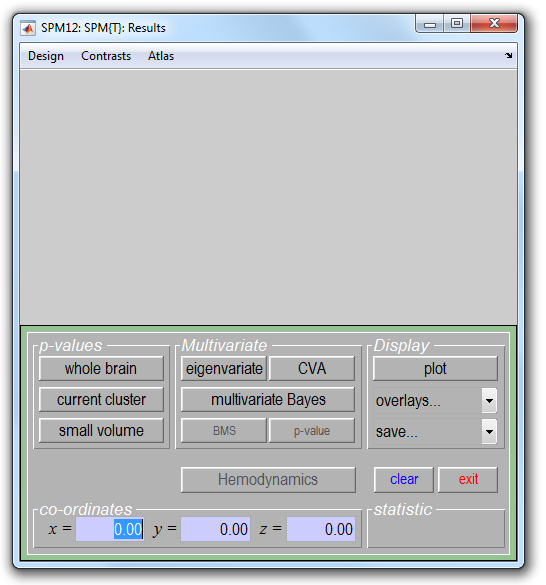 SPM12: SPM{T}: Results
Design Contrasts Atlas
p-values Multivariate Display
whole brain eigenvariate CVA plot
current cluster multivariate Bayes overlays...
small volume BMS p-value save...
Hemodynamics clear exit
co-ordinates statistic
x = 0.00 y = 0.00 z = 0.00